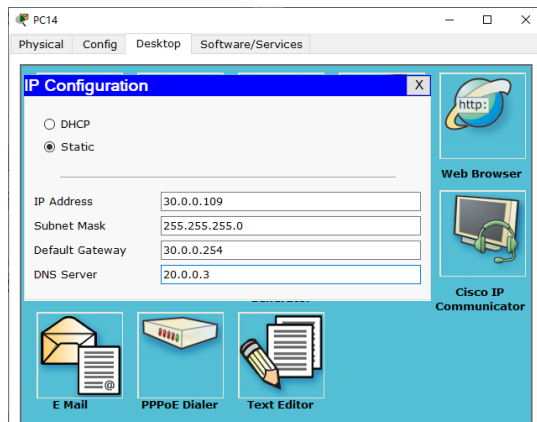 PC14
Physical Config Desktop Software/Services
IP Configuration X
http:
DHCP
Static
Web Browser
IP Address 30.0.0.109
Subnet Mask 255.255.255.0
Default Gateway 30.0.0.254
DNS Server 20.0.0.3
Cisco IP
Communicator
E Mail PPPoE Dialer Text Editor